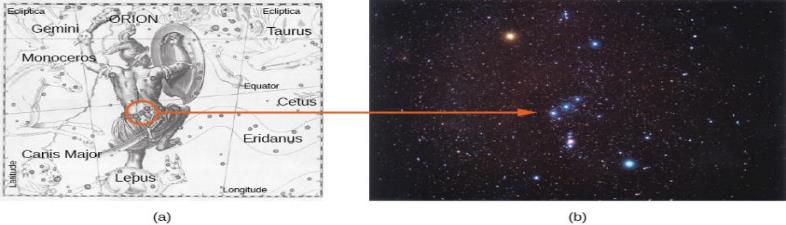 Ecliptica
Ecliptica
ORION
Gemini
Taurus
Monoceros
Equator
Cetus
Eridanus
Canis Major
Latitude
Lepus
Longitude
(a)
(b)